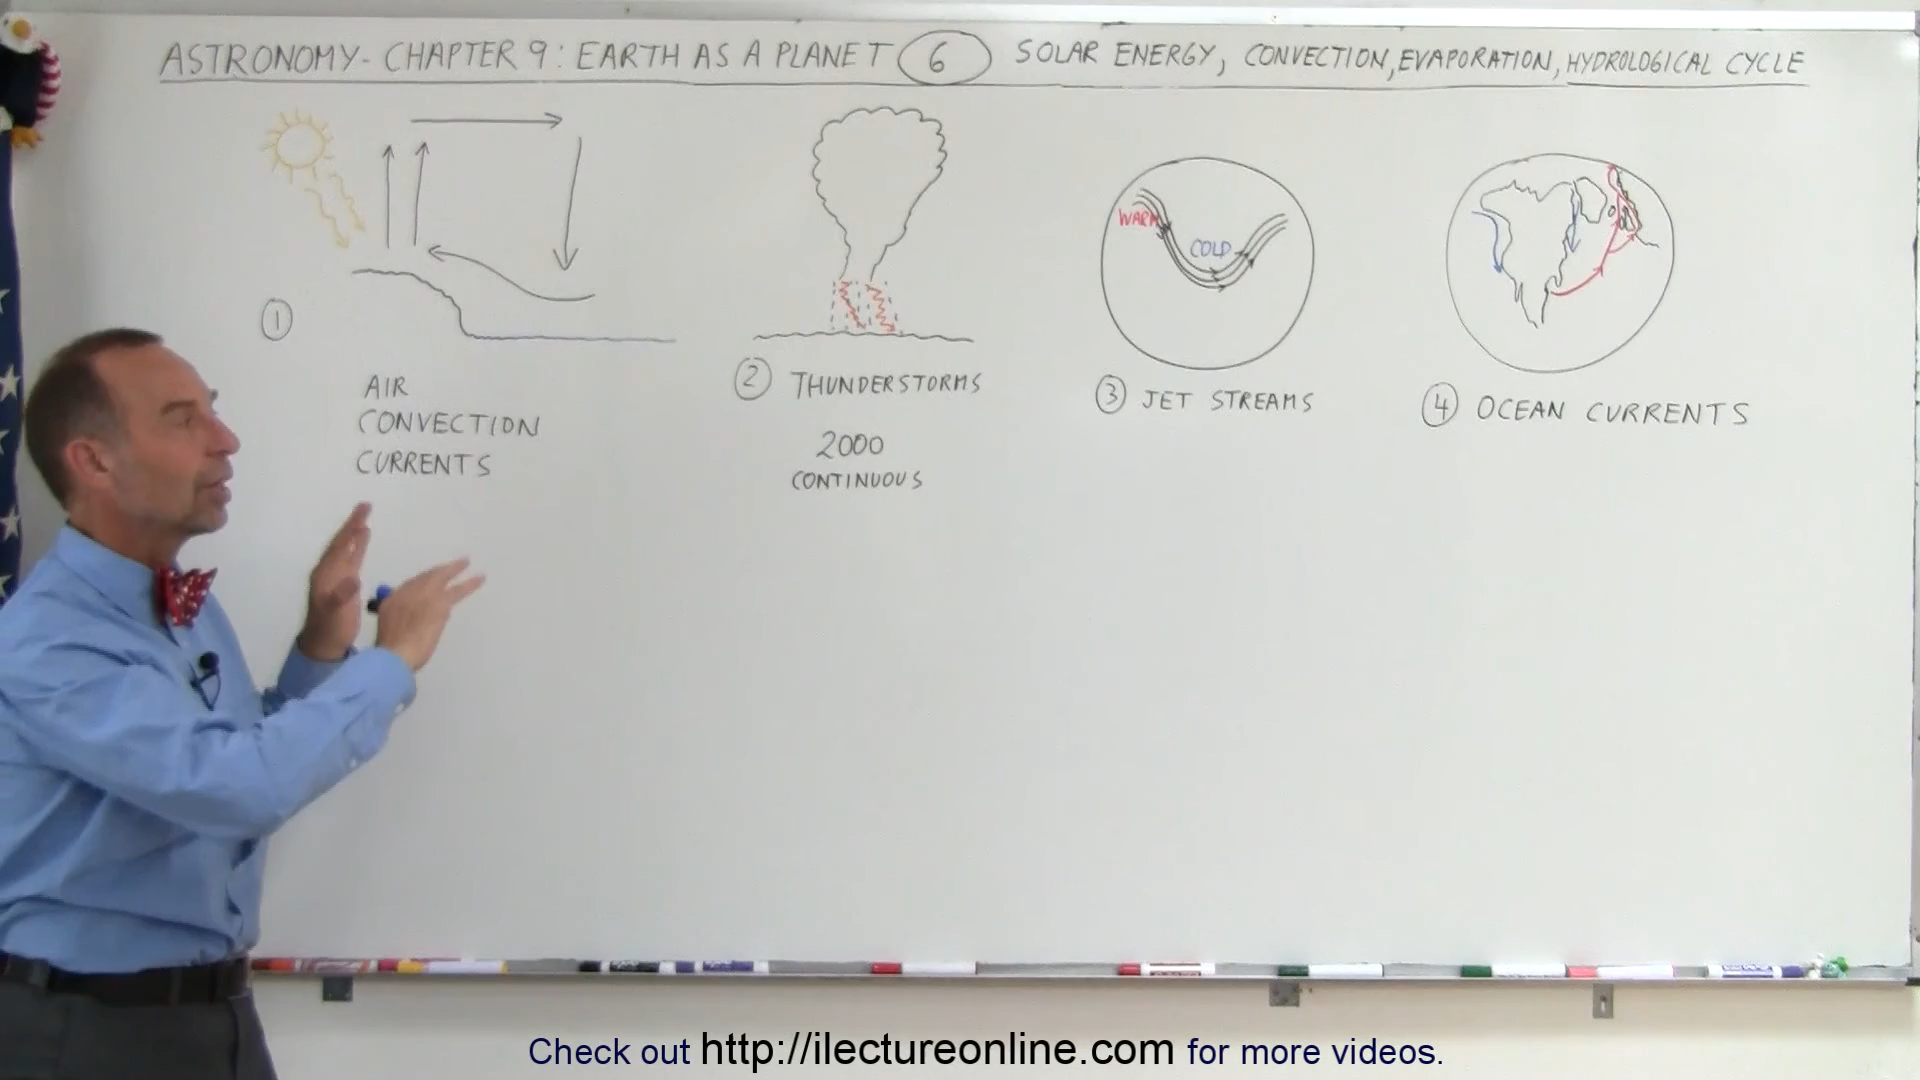 ASTRONOMY- CHAPTER 9: EARTH AS A PLANET 6 SOLAR ENERGY, CONVECTION, EVAPORATION, HYDROLOGICAL CYCLE
1
AIR
CONVECTION
CURRENTS
2 THUNDERSTORMS
2000
CONTINUOUS
WARM
COLD
3 JET STREAMS
4 OCEAN CURRENTS
Check out http://ilectureonline.com for more videos.